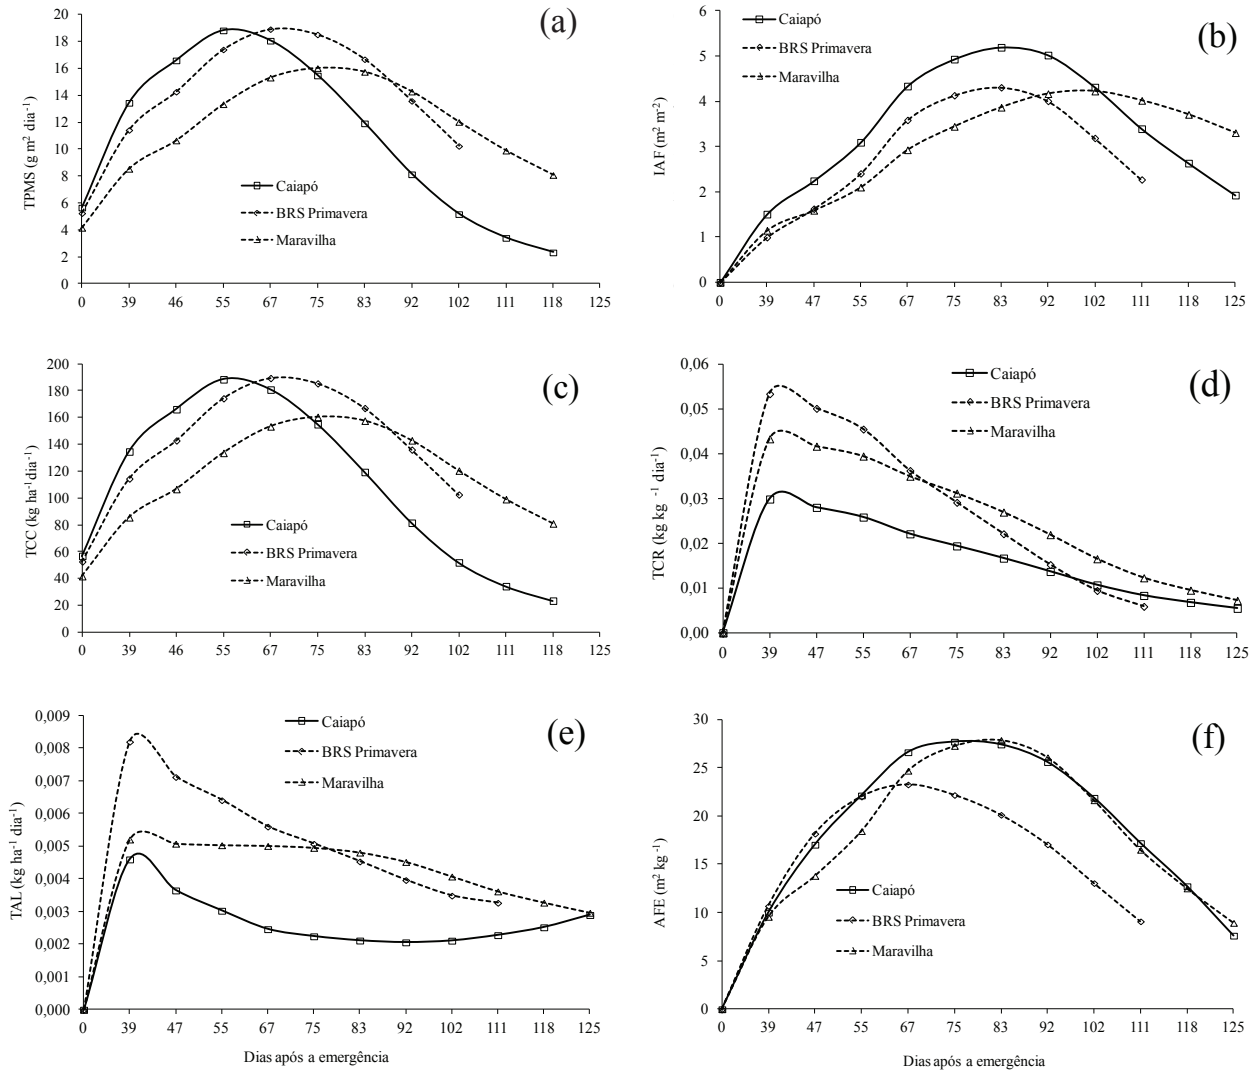 (a)
TPMS (g m² dia⁻¹)
20
18
16
14
12
10
8
6
4
2
0
Caiapó
BRS Primavera
Maravilha
0 39 46 55 67 75 83 92 102 111 118 125
(b)
IAF (m² m⁻²)
6
5
4
3
2
1
0
Caiapó
BRS Primavera
Maravilha
0 39 47 55 67 75 83 92 102 111 118 125
(c)
TCC (kg ha⁻¹dia⁻¹)
200
180
160
140
120
100
80
60
40
20
0
Caiapó
BRS Primavera
Maravilha
0 39 46 55 67 75 83 92 102 111 118 125
(d)
TCR (kg kg ⁻¹ dia⁻¹)
0,06
0,05
0,04
0,03
0,02
0,01
0,00
Caiapó
BRS Primavera
Maravilha
0 39 47 55 67 75 83 92 102 111 118 125
(e)
TAL (kg ha⁻¹ dia⁻¹)
0,009
0,008
0,007
0,006
0,005
0,004
0,003
0,002
0,001
0,000
Caiapó
BRS Primavera
Maravilha
0 39 47 55 67 75 83 92 102 111 118 125
Dias após a emergência
(f)
AFE (m² kg ⁻¹)
30
25
20
15
10
5
0
Caiapó
BRS Primavera
Maravilha
0 39 47 55 67 75 83 92 102 111 118 125
Dias após a emergência